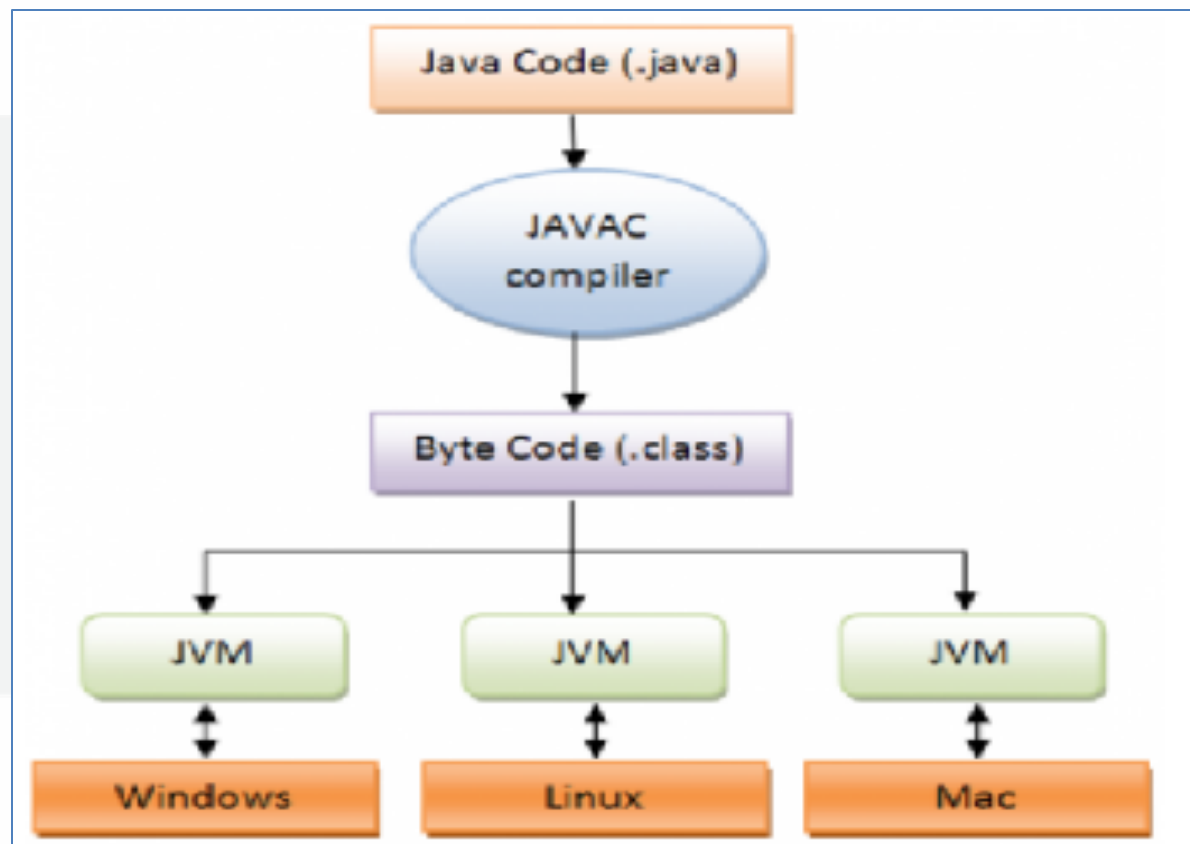 Java Code (.java)
JAVAC
compiler
Byte Code (.class)
JVM
JVM
JVM
Windows
Linux
Mac